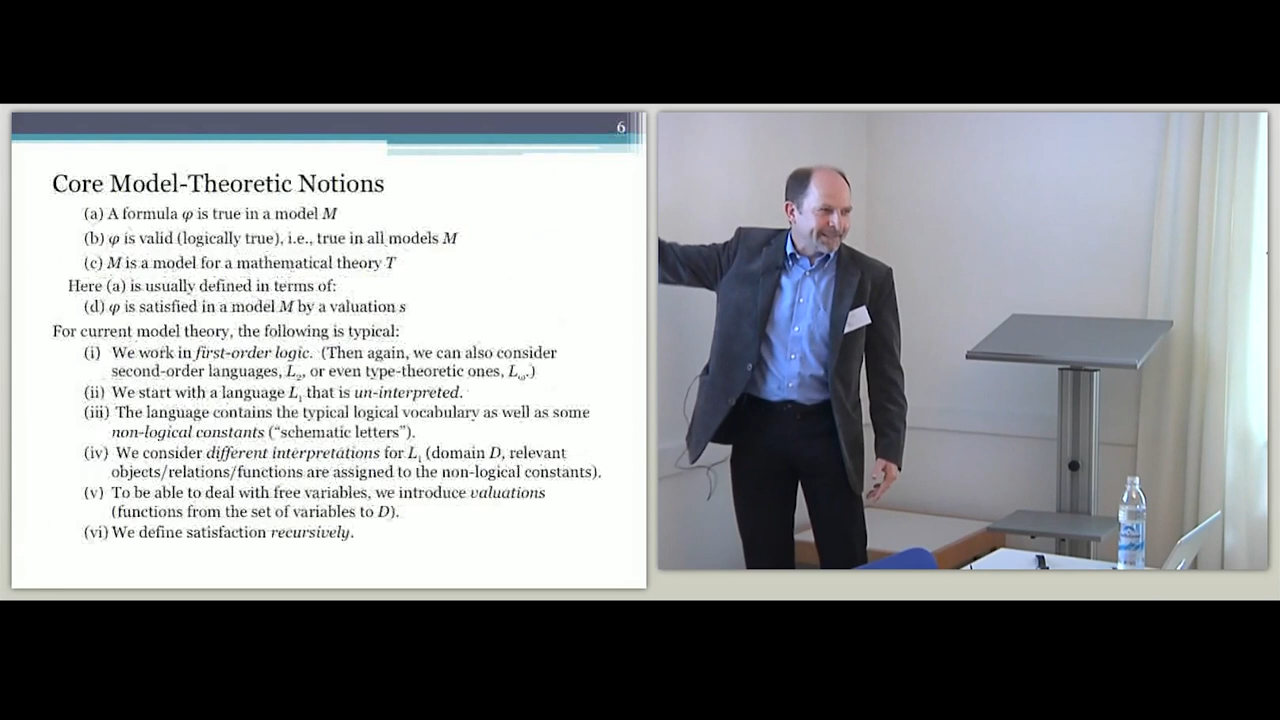 6
Core Model-Theoretic Notions
(a) A formula φ is true in a model M
(b) φ is valid (logically true), i.e., true in all models M
(c) M is a model for a mathematical theory T
Here (a) is usually defined in terms of:
(d) φ is satisfied in a model M by a valuation s
For current model theory, the following is typical:
(i) We work in first-order logic. (Then again, we can also consider
second-order languages, L₂, or even type-theoretic ones, Lω.)
(ii) We start with a language L₁ that is un-interpreted.
(iii) The language contains the typical logical vocabulary as well as some
non-logical constants (“schematic letters”).
(iv) We consider different interpretations for L₁ (domain D, relevant
objects/relations/functions are assigned to the non-logical constants).
(v) To be able to deal with free variables, we introduce valuations
(functions from the set of variables to D).
(vi) We define satisfaction recursively.